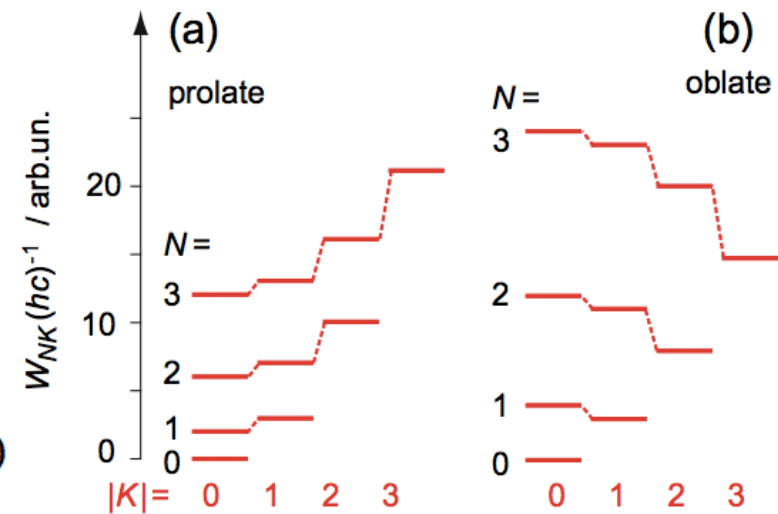 (a)
prolate
(b)
oblate
W_NK(hc)⁻¹ / arb.un.
20
10
0
N=
3
2
1
0
N=
3
2
1
0
|K|= 0 1 2 3
0 1 2 3
)